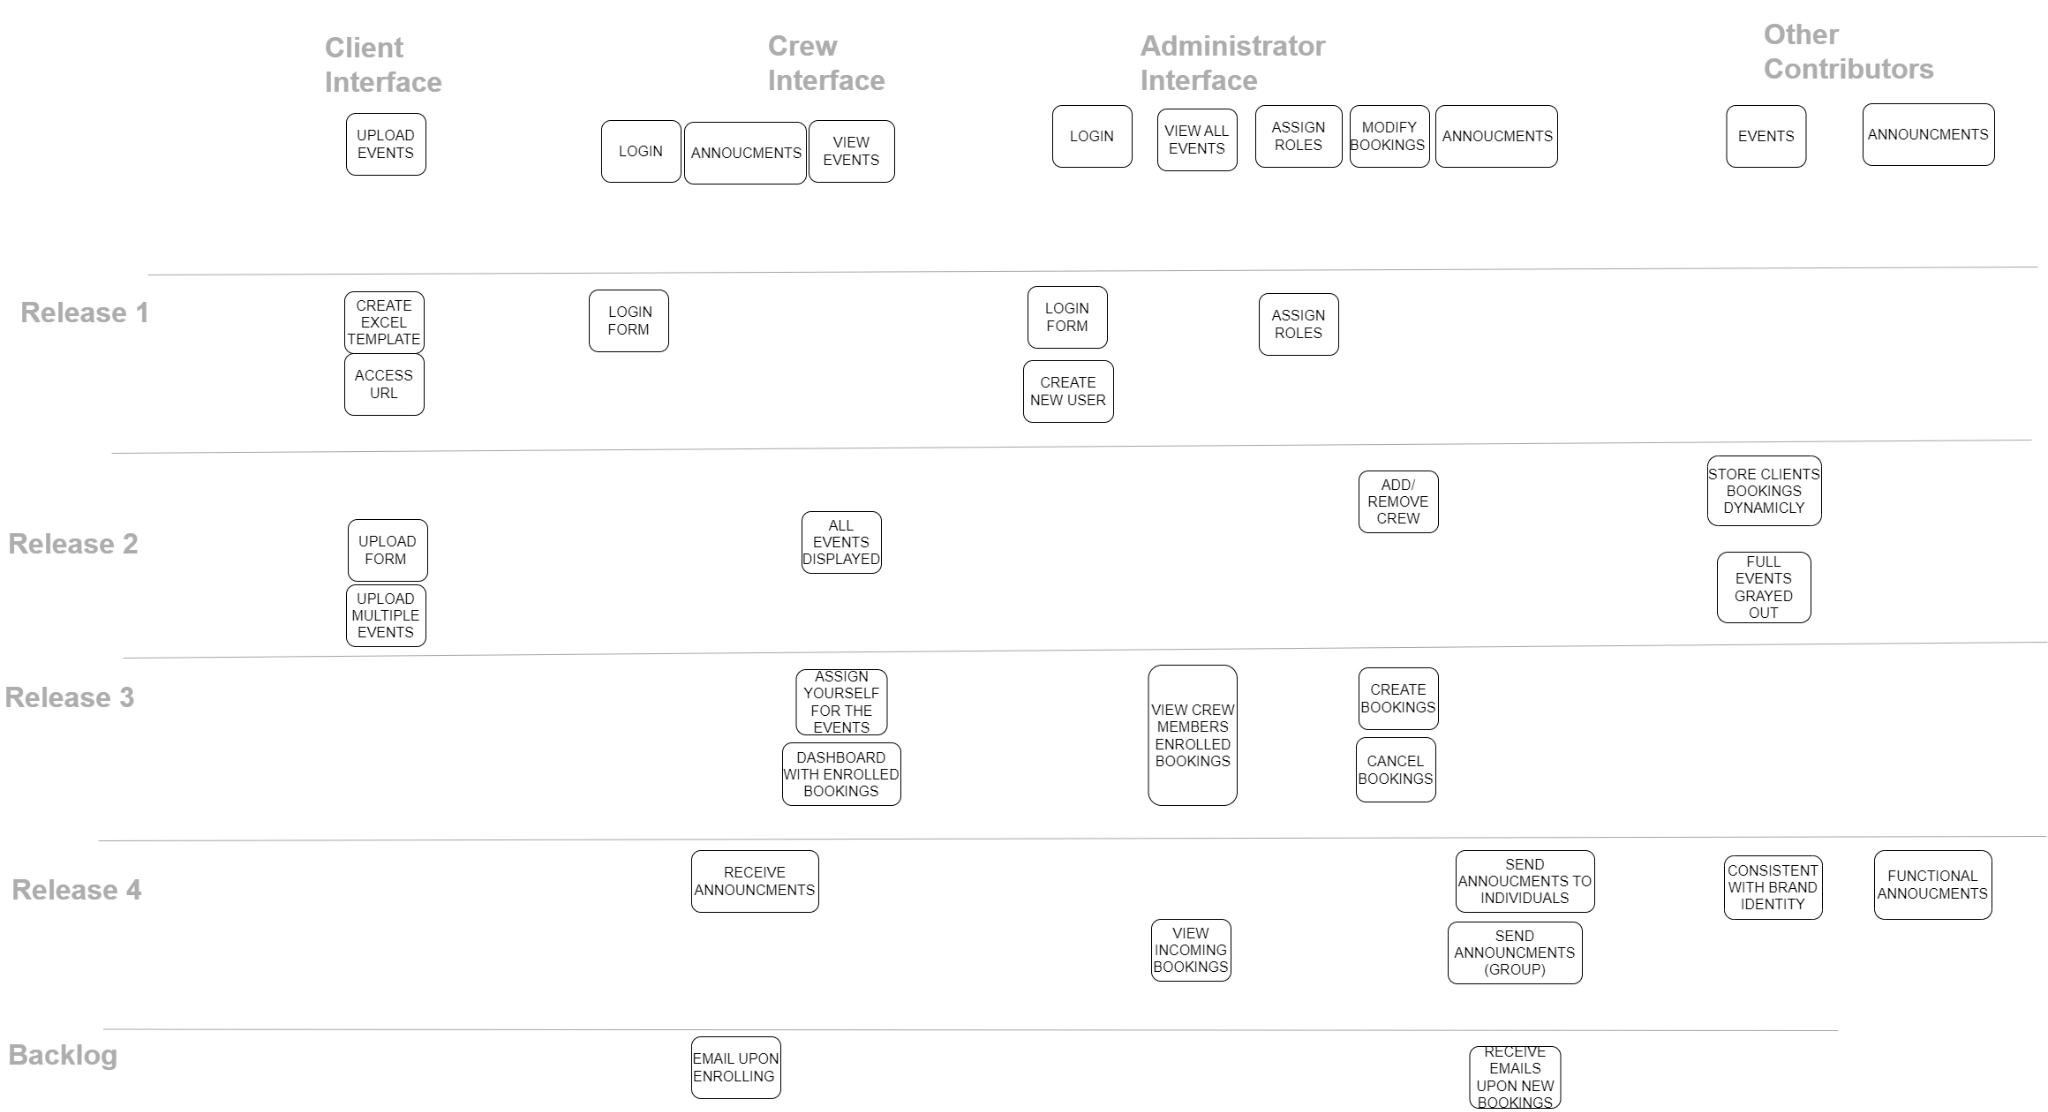 Client
Interface
Crew
Interface
Administrator
Interface
Other
Contributors
UPLOAD
EVENTS
LOGIN
ANNOUCMENTS
VIEW
EVENTS
LOGIN
VIEW ALL
EVENTS
ASSIGN
ROLES
MODIFY
BOOKINGS
ANNOUCMENTS
EVENTS
ANNOUNCMENTS
Release 1
CREATE
EXCEL
TEMPLATE
ACCESS
URL
LOGIN
FORM
LOGIN
FORM
CREATE
NEW USER
ASSIGN
ROLES
Release 2
UPLOAD
FORM
UPLOAD
MULTIPLE
EVENTS
ALL
EVENTS
DISPLAYED
ADD/
REMOVE
CREW
STORE CLIENTS
BOOKINGS
DYNAMICLY
FULL
EVENTS
GRAYED
OUT
Release 3
ASSIGN
YOURSELF
FOR THE
EVENTS
DASHBOARD
WITH ENROLLED
BOOKINGS
VIEW CREW
MEMBERS
ENROLLED
BOOKINGS
CREATE
BOOKINGS
CANCEL
BOOKINGS
Release 4
RECEIVE
ANNOUNCMENTS
VIEW
INCOMING
BOOKINGS
SEND
ANNOUCMENTS TO
INDIVIDUALS
SEND
ANNOUNCMENTS
(GROUP)
CONSISTENT
WITH BRAND
IDENTITY
FUNCTIONAL
ANNOUCMENTS
Backlog
EMAIL UPON
ENROLLING
RECEIVE
EMAILS
UPON NEW
BOOKINGS